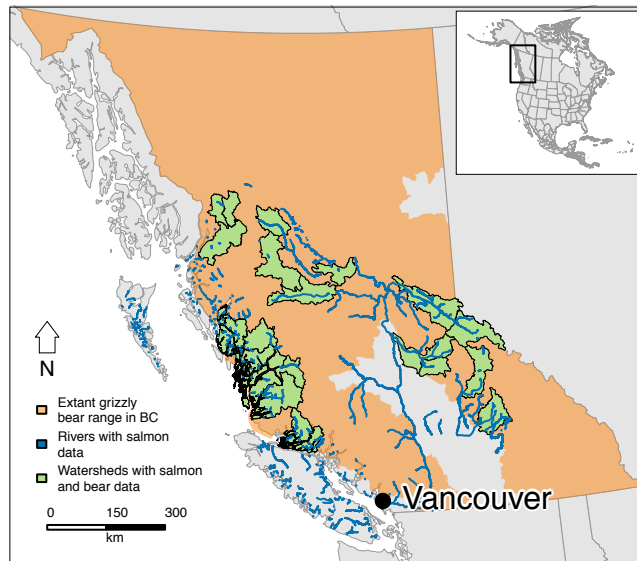 N
Extant grizzly
bear range in BC
Rivers with salmon
data
Watersheds with salmon
and bear data
0 150 300
km
Vancouver